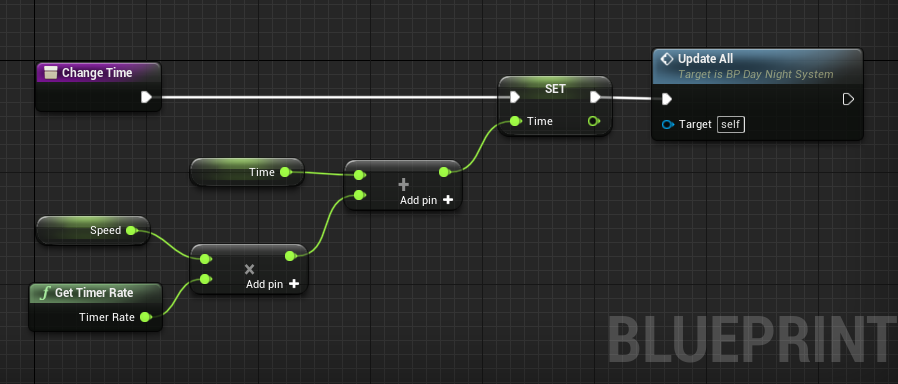 Change Time
SET
Time
Update All
Target is BP Day Night System
Target self
Time
+
Add pin +
Speed
×
Add pin +
f Get Timer Rate
Timer Rate
BLUEPRINT